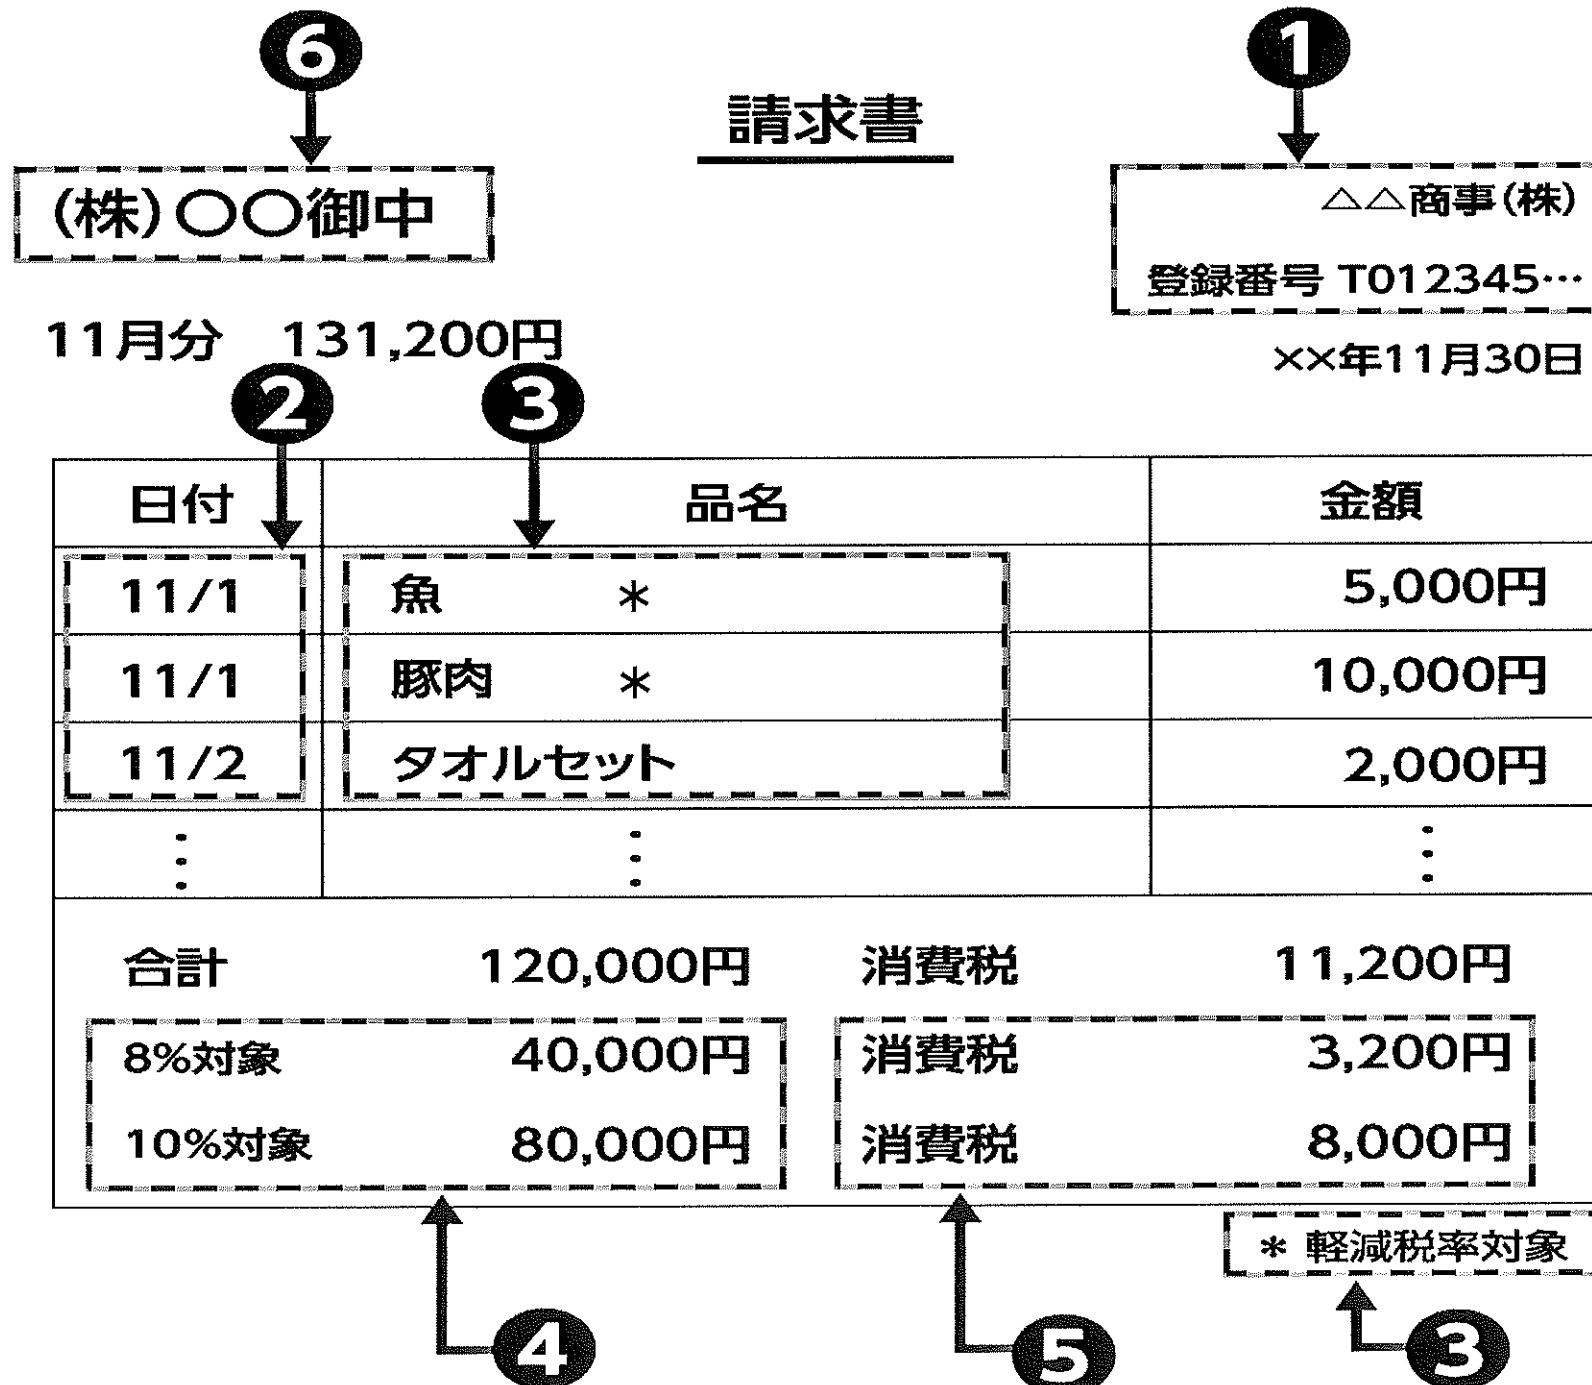 6
1
請求書
(株)〇〇御中
△△商事(株)
登録番号 T012345…
11月分 131,200円
××年11月30日
2
3
日付 品名 金額
11/1 魚 * 5,000円
11/1 豚肉 * 10,000円
11/2 タオルセット 2,000円
⋮ ⋮ ⋮
合計 120,000円 消費税 11,200円
8%対象 40,000円 消費税 3,200円
10%対象 80,000円 消費税 8,000円
* 軽減税率対象
4
5
3